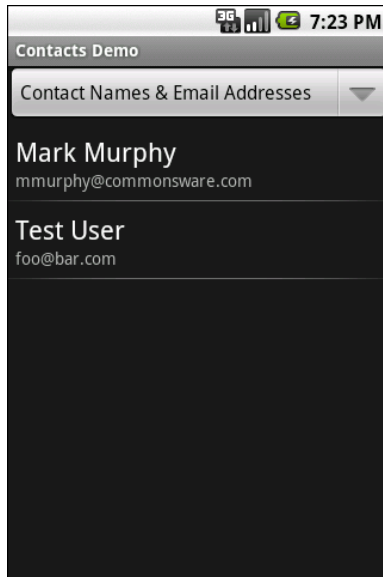 3G 7:23 PM
Contacts Demo
Contact Names & Email Addresses
Mark Murphy
mmurphy@commonsware.com
Test User
foo@bar.com